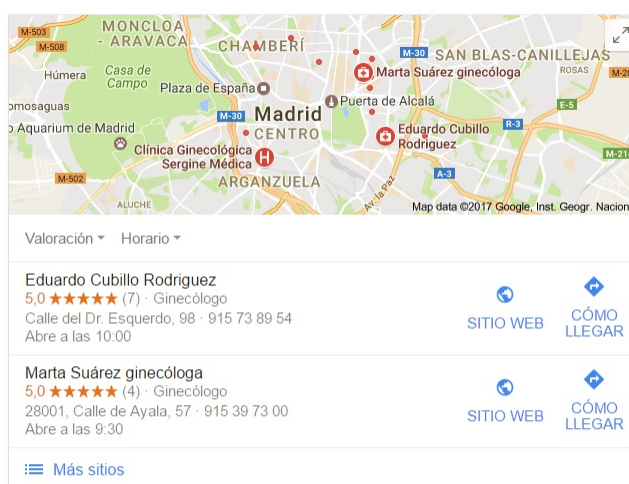 M-503
M-508
MONCLOA
- ARAVACA
CHAMBERÍ
M-30
SAN BLAS-CANILLEJAS
ROSAS
Húmera
Casa de
Campo
Marta Suárez ginecóloga
Plaza de España
Puerta de Alcalá
E-5
M-30
Madrid
CENTRO
R-3
Aquarium de Madrid
Eduardo Cubillo
Rodriguez
Clínica Ginecológica
Sergine Médica
M-502
ARGANZUELA
A-3
ALUCHE
Av. la Paz
Map data ©2017 Google, Inst. Geogr. Nacion
Valoración Horario
Eduardo Cubillo Rodriguez
5,0 ★★★★★ (7) · Ginecólogo
Calle del Dr. Esquerdo, 98 · 915 73 89 54
Abre a las 10:00
SITIO WEB
CÓMO
LLEGAR
Marta Suárez ginecóloga
5,0 ★★★★★ (4) · Ginecólogo
28001, Calle de Ayala, 57 · 915 39 73 00
Abre a las 9:30
SITIO WEB
CÓMO
LLEGAR
Más sitios